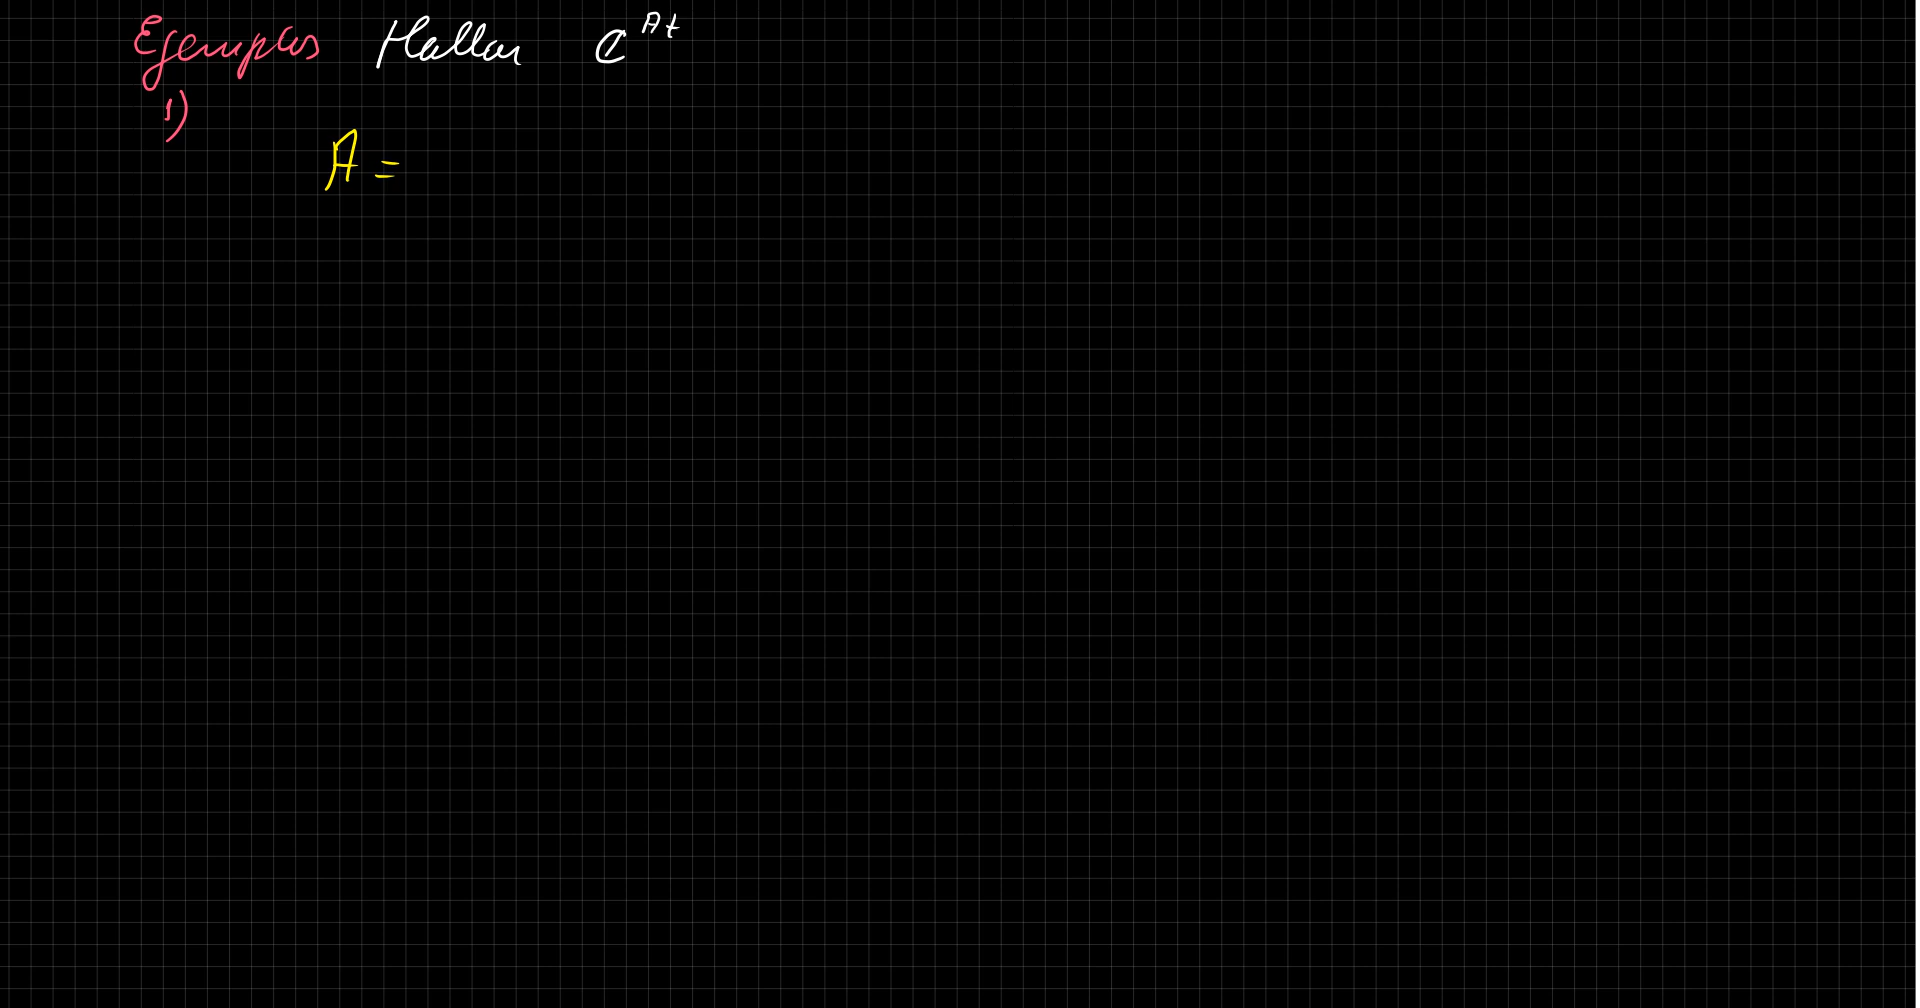 Ejemplos Hallar e^{At}
1)
A =